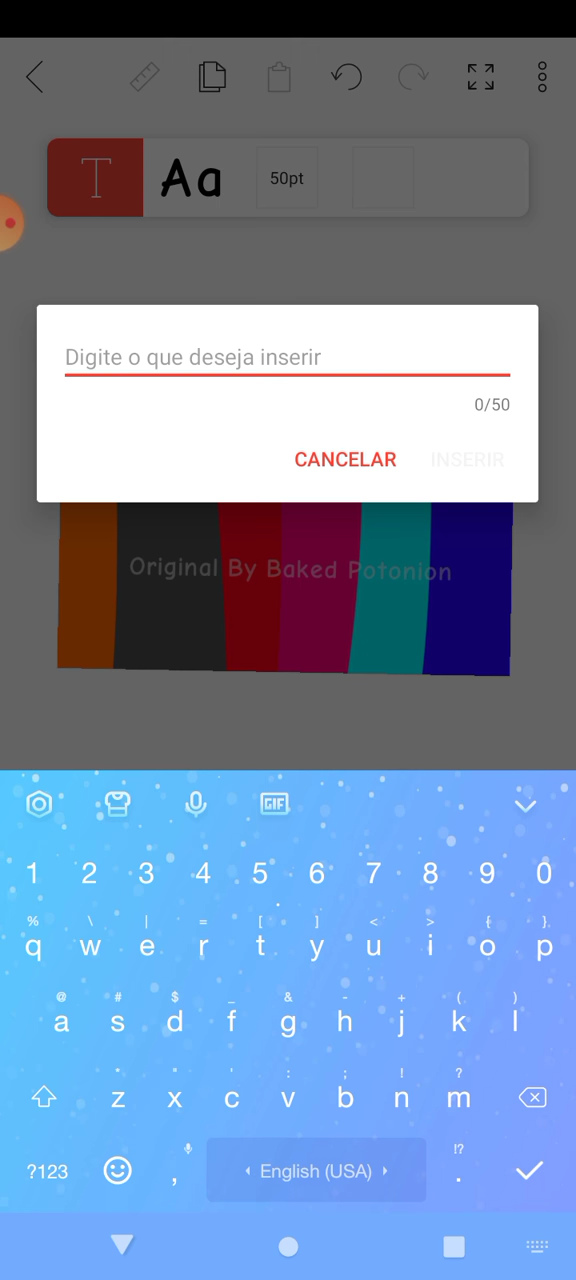 T Aa 50pt
Digite o que deseja inserir
0/50
CANCELAR INSERIR
Original By Baked Potonion
GIF
1 2 3 4 5 6 7 8 9 0
% \ | = [ ] < > { }
q w e r t y u i o p
@ # $ _ & - + ( )
a s d f g h j k l
* " ' : ; ! ?
z x c v b n m
!?
?123 , English (USA) .